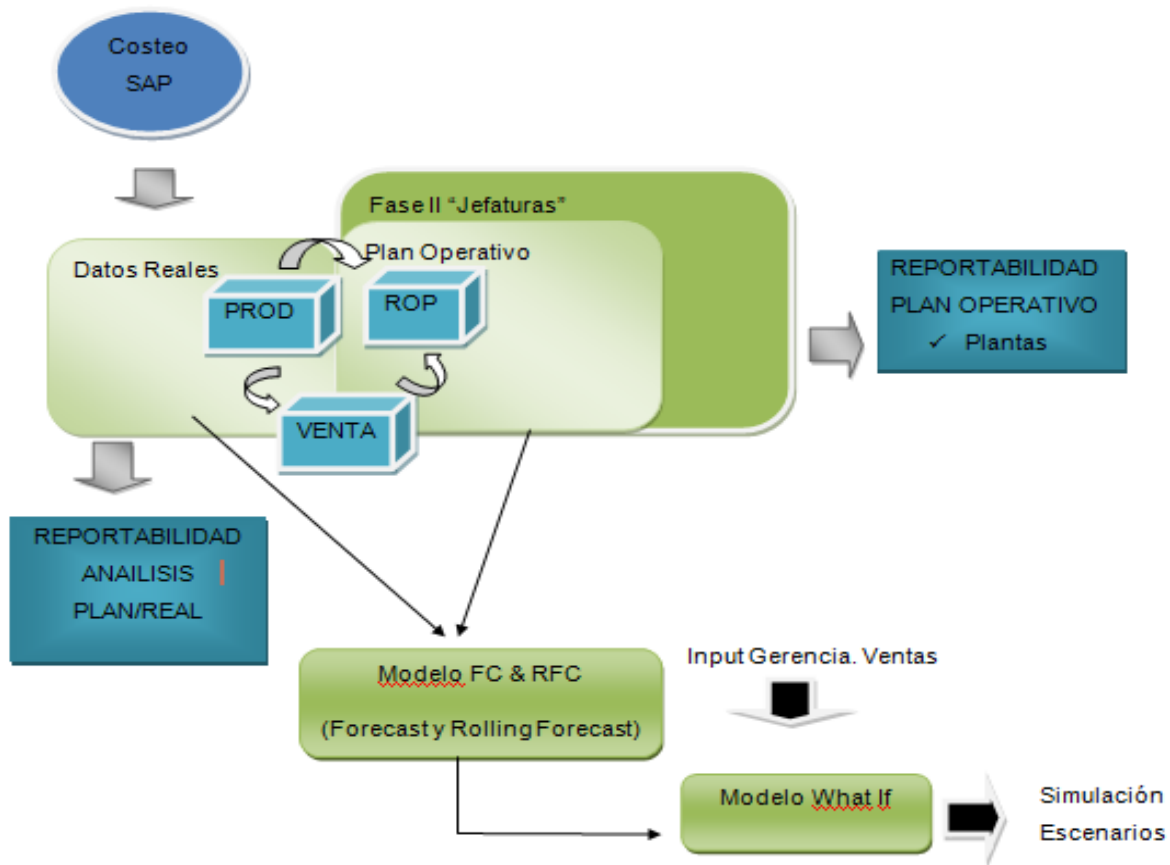 Costeo
SAP
Fase II “Jefaturas”
Plan Operativo
Datos Reales
PROD
ROP
VENTA
REPORTABILIDAD
PLAN OPERATIVO
✓ Plantas
REPORTABILIDAD
ANAILISIS
PLAN/REAL
Modelo FC & RFC
(Forecast y Rolling Forecast)
Input Gerencia. Ventas
Modelo What If
Simulación
Escenarios